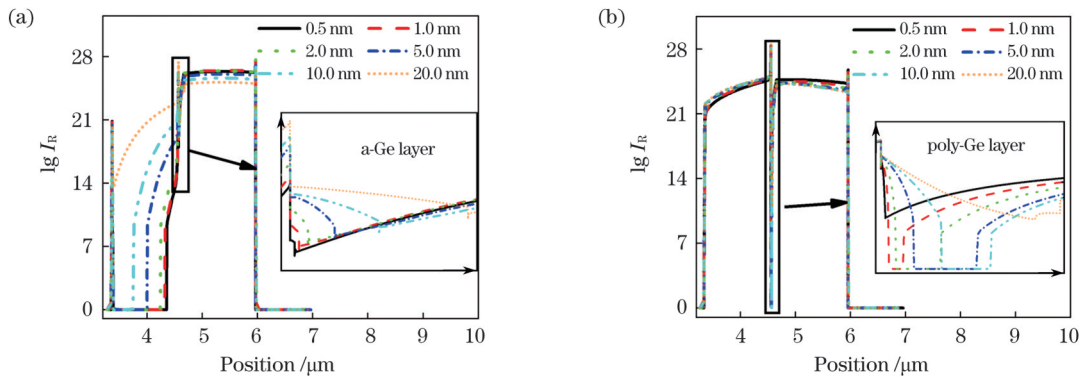 (a)
0.5 nm 1.0 nm
2.0 nm 5.0 nm
10.0 nm 20.0 nm
28
21
14
7
0
lg I_R
a-Ge layer
4 5 6 7 8 9 10
Position /μm
(b)
0.5 nm 1.0 nm
2.0 nm 5.0 nm
10.0 nm 20.0 nm
28
21
14
7
0
lg I_R
poly-Ge layer
4 5 6 7 8 9 10
Position /μm